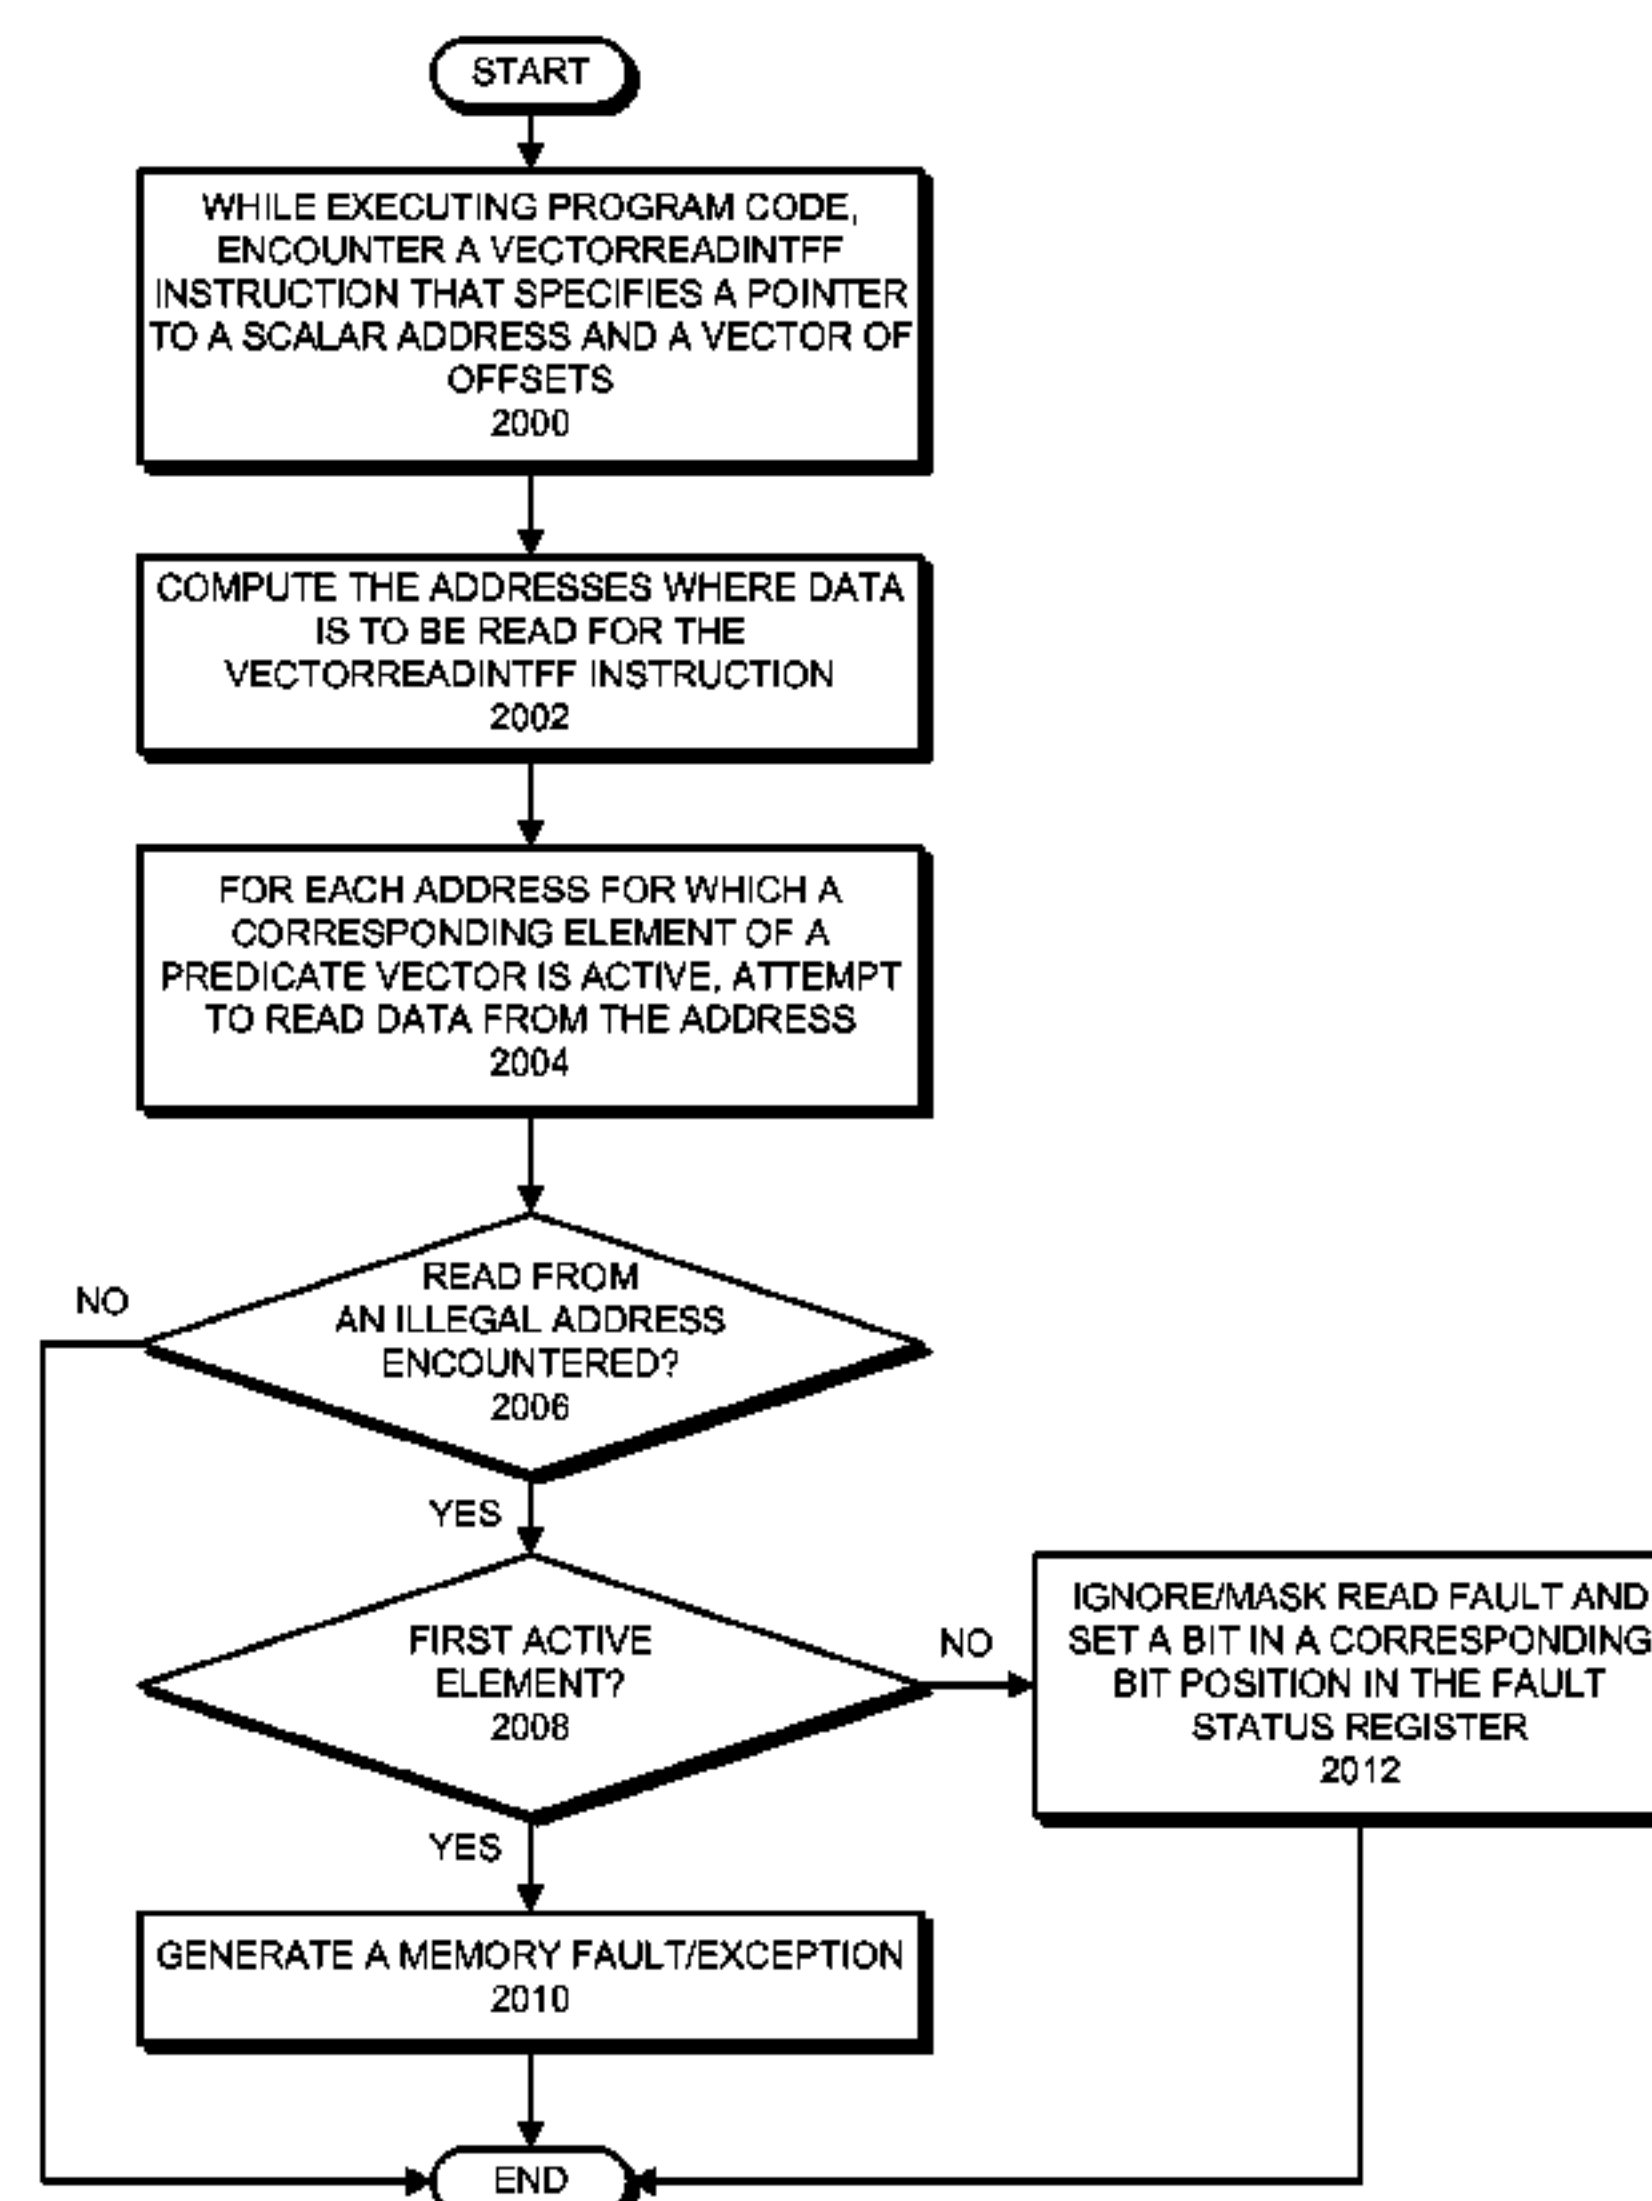 START
WHILE EXECUTING PROGRAM CODE,
ENCOUNTER A VECTORREADINTFF
INSTRUCTION THAT SPECIFIES A POINTER
TO A SCALAR ADDRESS AND A VECTOR OF
OFFSETS
2000
COMPUTE THE ADDRESSES WHERE DATA
IS TO BE READ FOR THE
VECTORREADINTFF INSTRUCTION
2002
FOR EACH ADDRESS FOR WHICH A
CORRESPONDING ELEMENT OF A
PREDICATE VECTOR IS ACTIVE, ATTEMPT
TO READ DATA FROM THE ADDRESS
2004
NO
READ FROM
AN ILLEGAL ADDRESS
ENCOUNTERED?
2006
YES
FIRST ACTIVE
ELEMENT?
2008
NO
IGNORE/MASK READ FAULT AND
SET A BIT IN A CORRESPONDING
BIT POSITION IN THE FAULT
STATUS REGISTER
2012
YES
GENERATE A MEMORY FAULT/EXCEPTION
2010
END